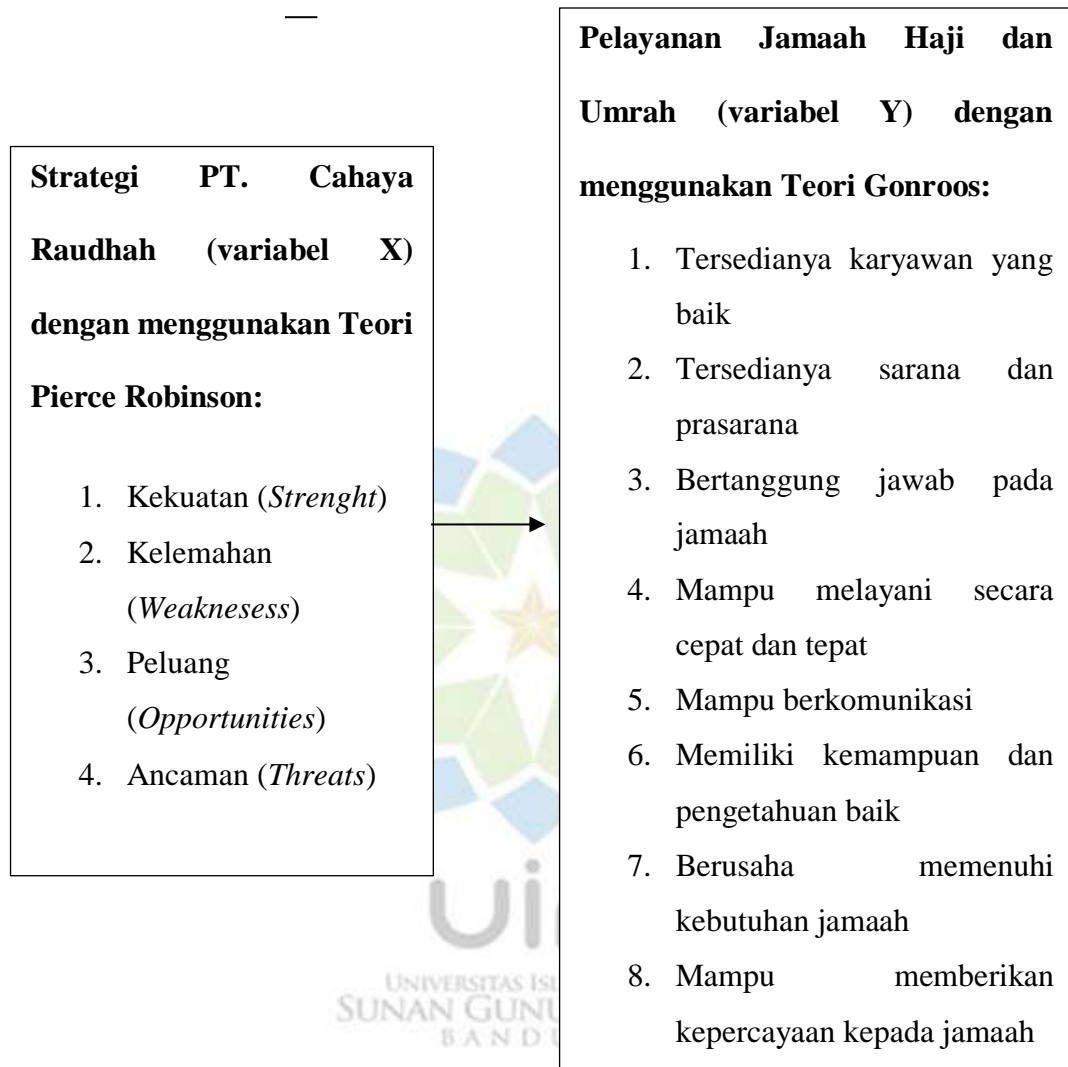 Strategi PT. Cahaya
Raudhah (variabel X)
dengan menggunakan Teori
Pierce Robinson:
1. Kekuatan (Strenght)
2. Kelemahan
(Weaknesess)
3. Peluang
(Opportunities)
4. Ancaman (Threats)
Pelayanan Jamaah Haji dan
Umrah (variabel Y) dengan
menggunakan Teori Gonroos:
1. Tersedianya karyawan yang
baik
2. Tersedianya sarana dan
prasarana
3. Bertanggung jawab pada
jamaah
4. Mampu melayani secara
cepat dan tepat
5. Mampu berkomunikasi
6. Memiliki kemampuan dan
pengetahuan baik
7. Berusaha memenuhi
kebutuhan jamaah
8. Mampu memberikan
kepercayaan kepada jamaah
UNIVERSITAS
SUNAN